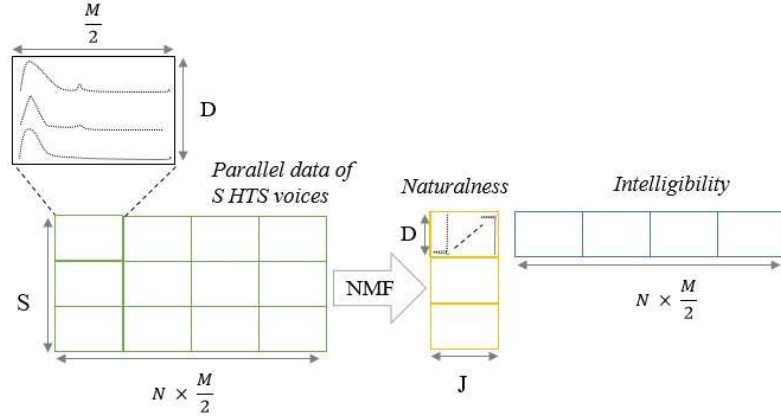 M/2
D
Parallel data of
S HTS voices
Naturalness
Intelligibility
D
S
NMF
N × M/2
J
N × M/2